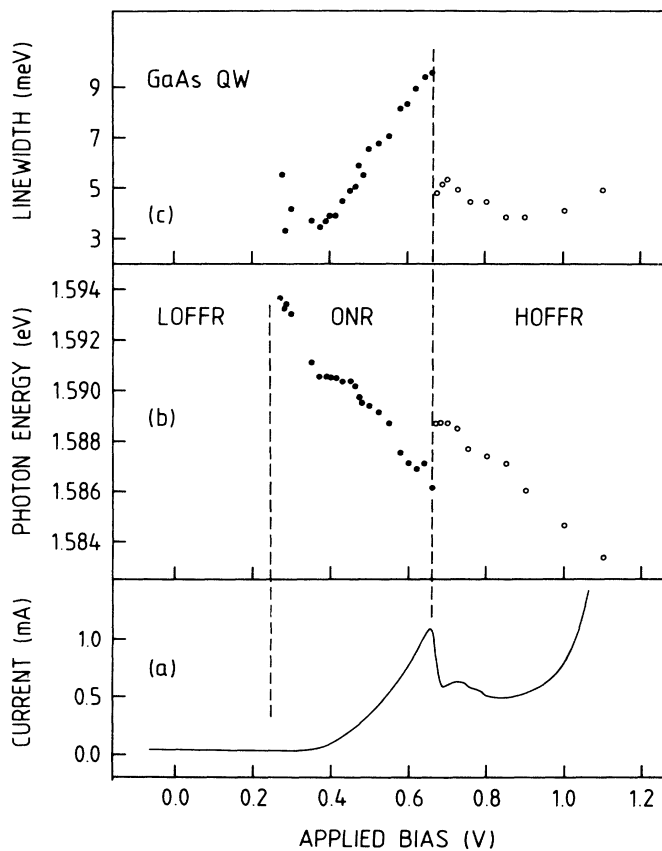 LINEWIDTH (meV)
9
7
5
3
GaAs QW
(c)
PHOTON ENERGY (eV)
1.594
1.592
1.590
1.588
1.586
1.584
LOFFR ONR HOFFR
(b)
CURRENT (mA)
1.0
0.5
0.0
(a)
0.0 0.2 0.4 0.6 0.8 1.0 1.2
APPLIED BIAS (V)